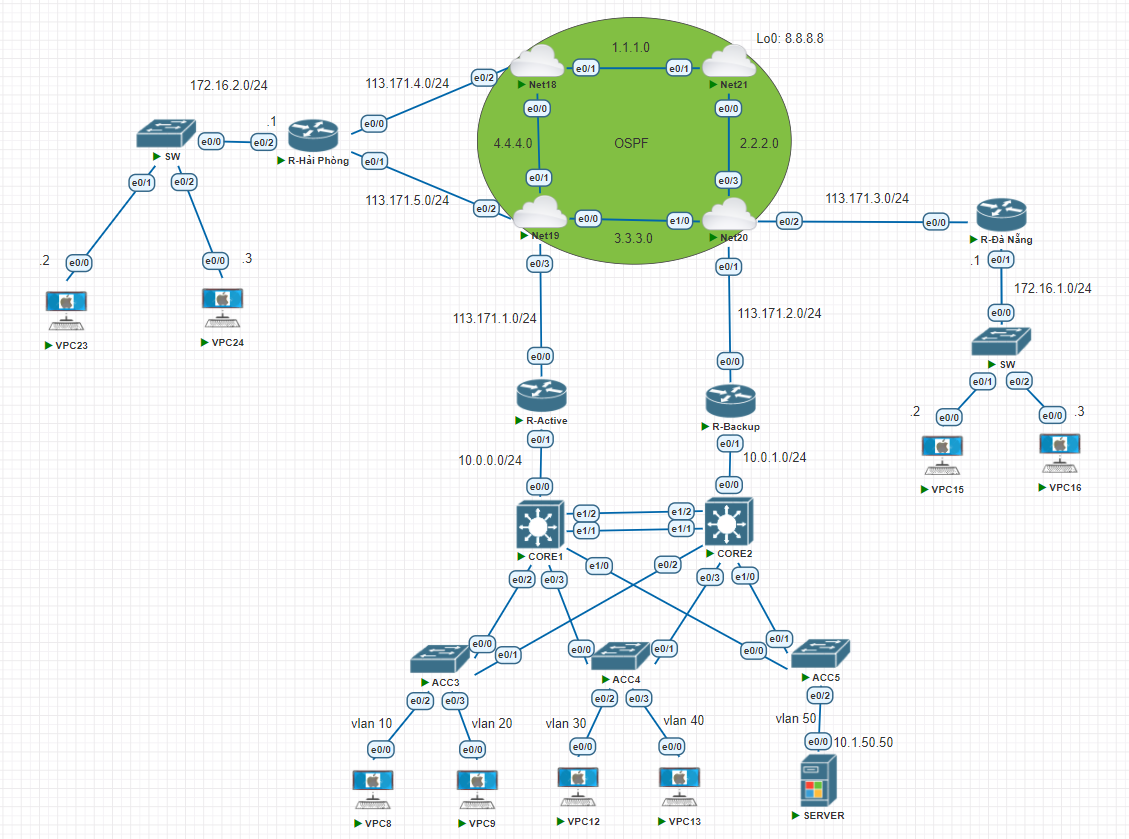 Lo0: 8.8.8.8
1.1.1.0
e0/1
e0/1
Net18
Net21
e0/2
113.171.4.0/24
172.16.2.0/24
e0/0
e0/0
e0/0
.1
e0/0
e0/2
R-Hải Phòng
SW
4.4.4.0
OSPF
2.2.2.0
e0/1
e0/1
e0/2
e0/1
e0/3
113.171.5.0/24
e0/2
113.171.3.0/24
e0/0
e1/0
e0/2
e0/0
Net19
3.3.3.0
Net20
R-Đà Nẵng
.2
e0/0
e0/0
.3
e0/3
e0/1
.1
e0/1
172.16.1.0/24
VPC23
VPC24
113.171.1.0/24
113.171.2.0/24
e0/0
e0/0
e0/0
SW
e0/1
e0/2
R-Active
R-Backup
.2
e0/0
e0/0
.3
e0/1
e0/1
10.0.0.0/24
10.0.1.0/24
e0/0
e0/0
VPC15
VPC16
e1/2
e1/2
e1/1
e1/1
CORE1
CORE2
e1/0
e0/2
e0/2
e0/3
e0/3
e1/0
e0/0
e0/1
e0/0
e0/1
e0/0
e0/1
ACC3
ACC4
ACC5
e0/2
e0/3
e0/2
e0/3
e0/2
vlan 10
vlan 20
vlan 30
vlan 40
vlan 50
e0/0
e0/0
e0/0
e0/0
e0/0
10.1.50.50
VPC8
VPC9
VPC12
VPC13
SERVER